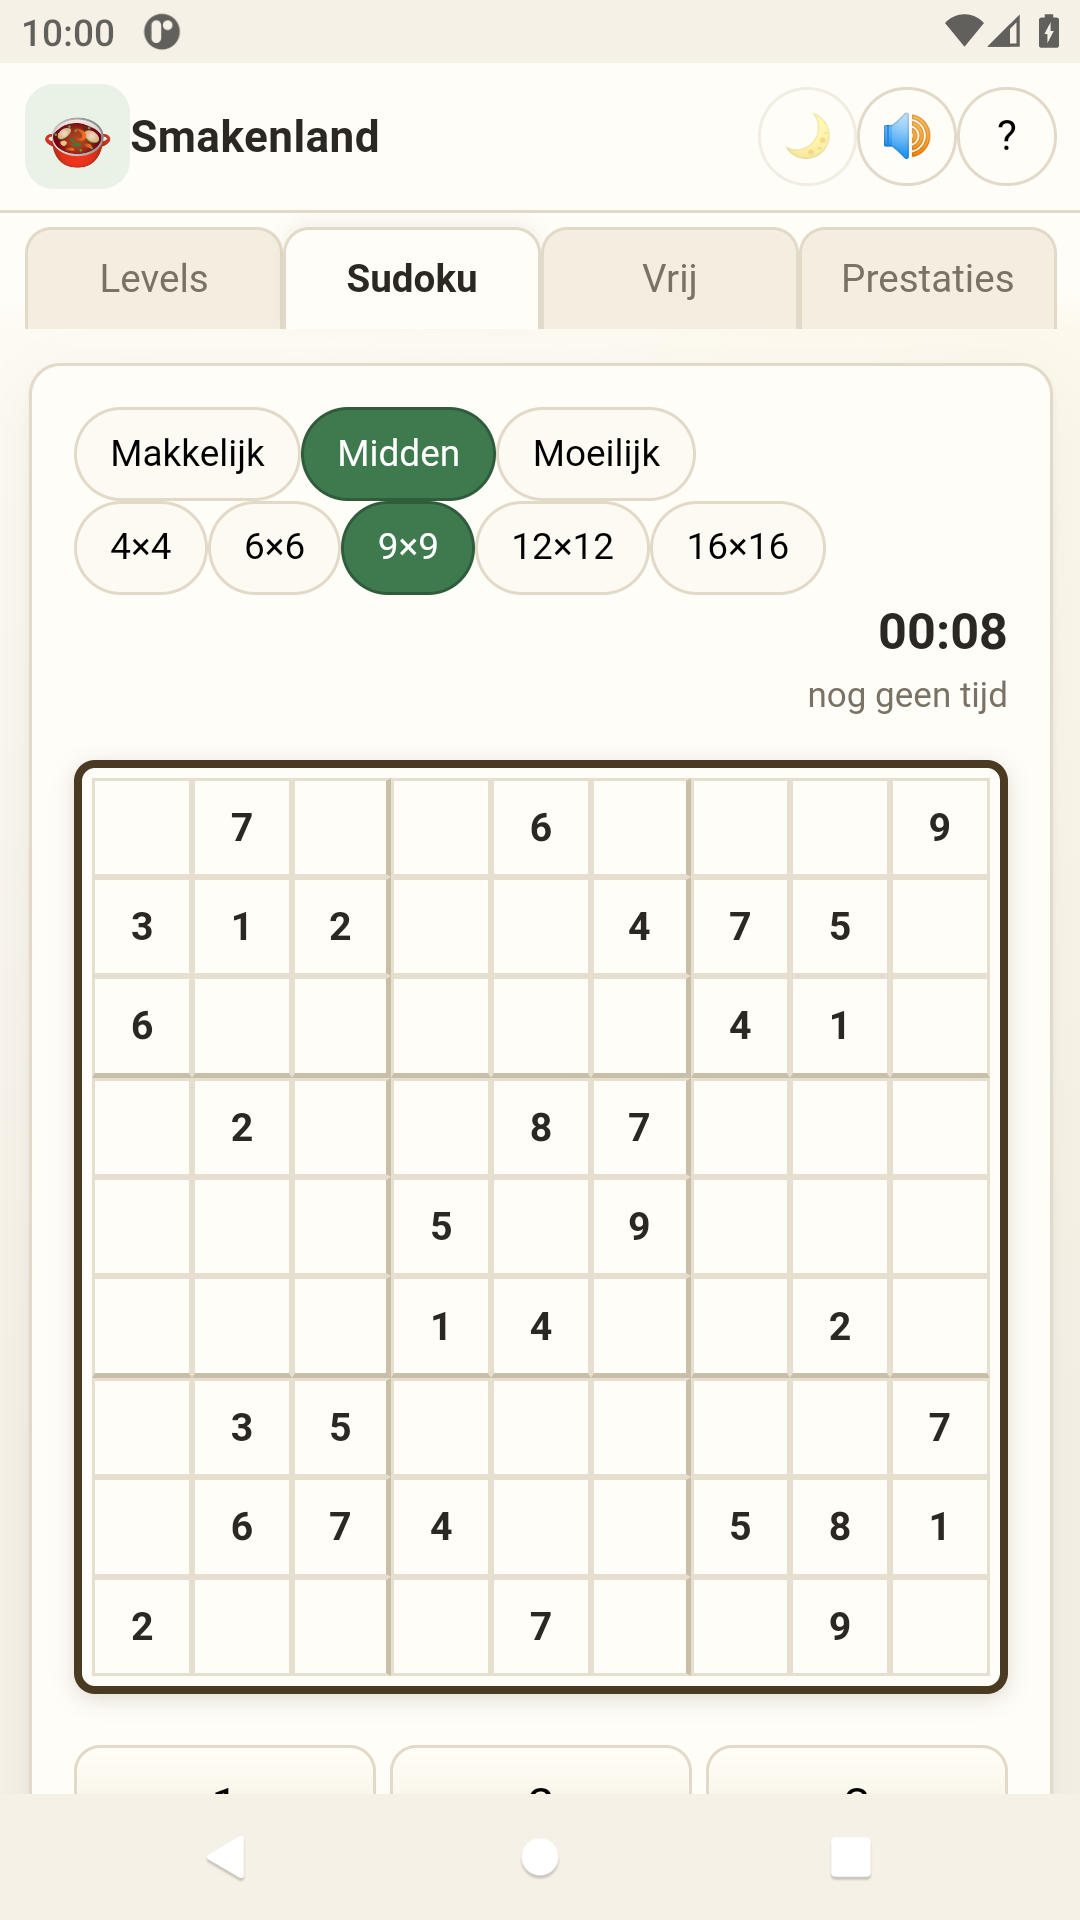 10:00
Smakenland
?
Levels Sudoku Vrij Prestaties
Makkelijk Midden Moeilijk
4×4 6×6 9×9 12×12 16×16
00:08
nog geen tijd
7 6 9
3 1 2 4 7 5
6 4 1
2 8 7
5 9
1 4 2
3 5 7
6 7 4 5 8 1
2 7 9